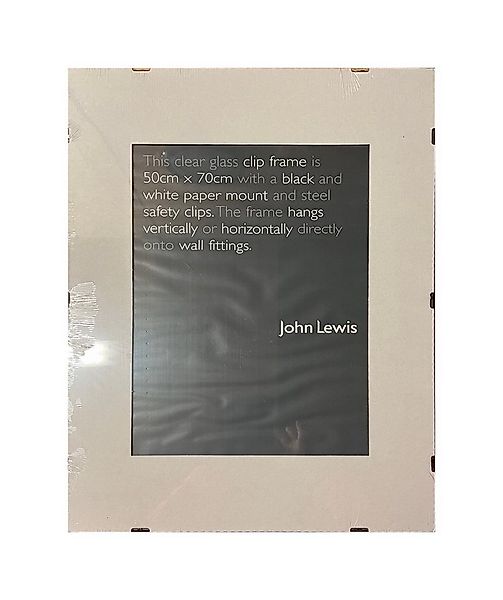 This clear glass clip frame is
50cm x 70cm with a black and
white paper mount and steel
safety clips. The frame hangs
vertically or horizontally directly
onto wall fittings.
John Lewis